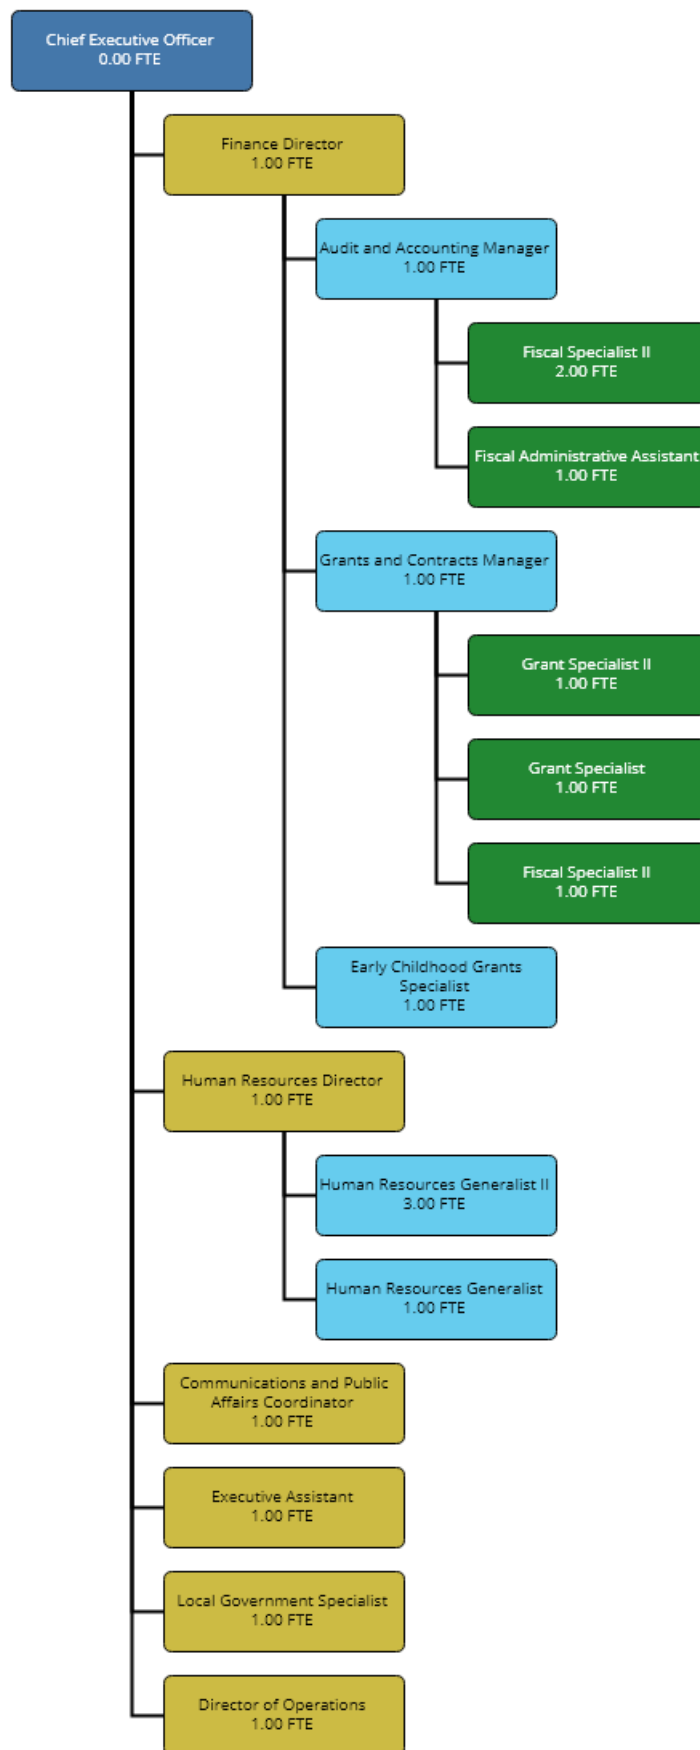 Chief Executive Officer
0.00 FTE
Finance Director
1.00 FTE
Audit and Accounting Manager
1.00 FTE
Fiscal Specialist II
2.00 FTE
Fiscal Administrative Assistant
1.00 FTE
Grants and Contracts Manager
1.00 FTE
Grant Specialist II
1.00 FTE
Grant Specialist
1.00 FTE
Fiscal Specialist II
1.00 FTE
Early Childhood Grants
Specialist
1.00 FTE
Human Resources Director
1.00 FTE
Human Resources Generalist II
3.00 FTE
Human Resources Generalist
1.00 FTE
Communications and Public
Affairs Coordinator
1.00 FTE
Executive Assistant
1.00 FTE
Local Government Specialist
1.00 FTE
Director of Operations
1.00 FTE